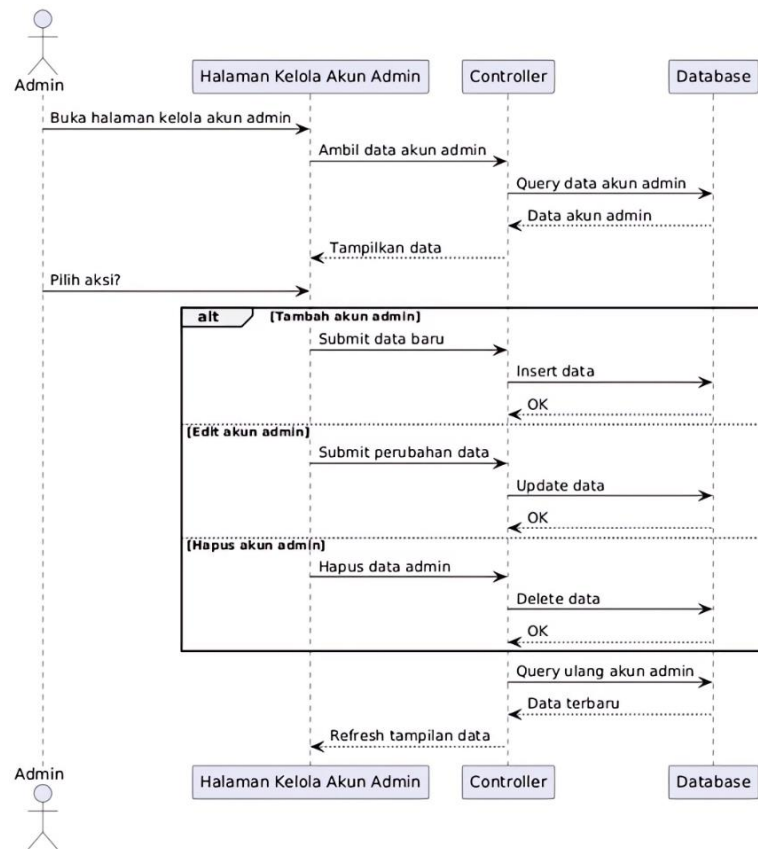 Admin
Halaman Kelola Akun Admin
Controller
Database
Buka halaman kelola akun admin
Ambil data akun admin
Query data akun admin
Data akun admin
Tampilkan data
Pilih aksi?
alt
[Tambah akun admin]
Submit data baru
Insert data
OK
[Edit akun admin]
Submit perubahan data
Update data
OK
[Hapus akun admin]
Hapus data admin
Delete data
OK
Query ulang akun admin
Data terbaru
Refresh tampilan data
Admin
Halaman Kelola Akun Admin
Controller
Database